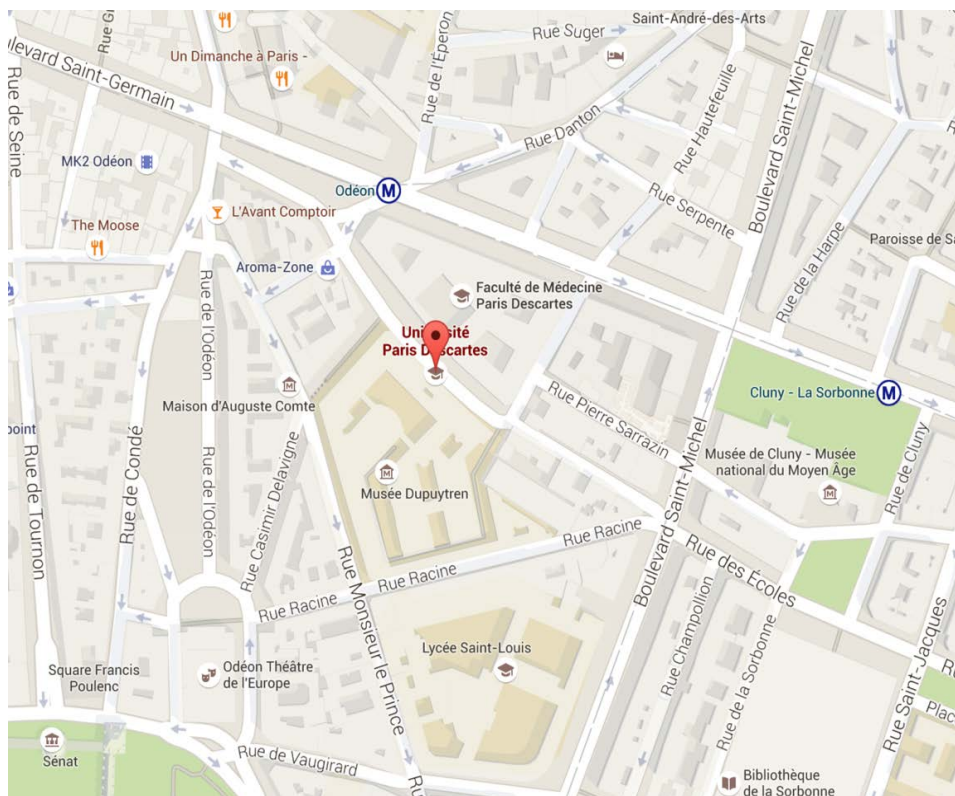 Saint-André-des-Arts
Rue Suger
Un Dimanche à Paris -
Rue de l'Éperon
Boulevard Saint-Germain
Rue de Seine
Rue Danton
Rue Hautefeuille
Boulevard Saint-Michel
MK2 Odéon
Odéon
M
L'Avant Comptoir
Rue Serpente
The Moose
Aroma-Zone
Rue de la Harpe
Paroisse de Sa
Faculté de Médecine
Paris Descartes
Rue de l'Odéon
Université
Paris Descartes
Maison d'Auguste Comte
Rue Pierre Sarrazin
Cluny - La Sorbonne
M
point
Rue de Condé
Rue de Tournon
Rue de l'Odéon
Rue Casimir Delavigne
Musée Dupuytren
Boulevard Saint-Michel
Musée de Cluny - Musée
national du Moyen Âge
Rue de Cluny
Rue Racine
Rue Racine
Rue Racine
Rue Monsieur le Prince
Rue des Écoles
Rue Champollion
Rue de la Sorbonne
Rue Saint-Jacques
Lycée Saint-Louis
Square Francis
Poulenc
Odéon Théâtre
de l'Europe
Plac
Sénat
Rue de Vaugirard
Bibliothèque
de la Sorbonne